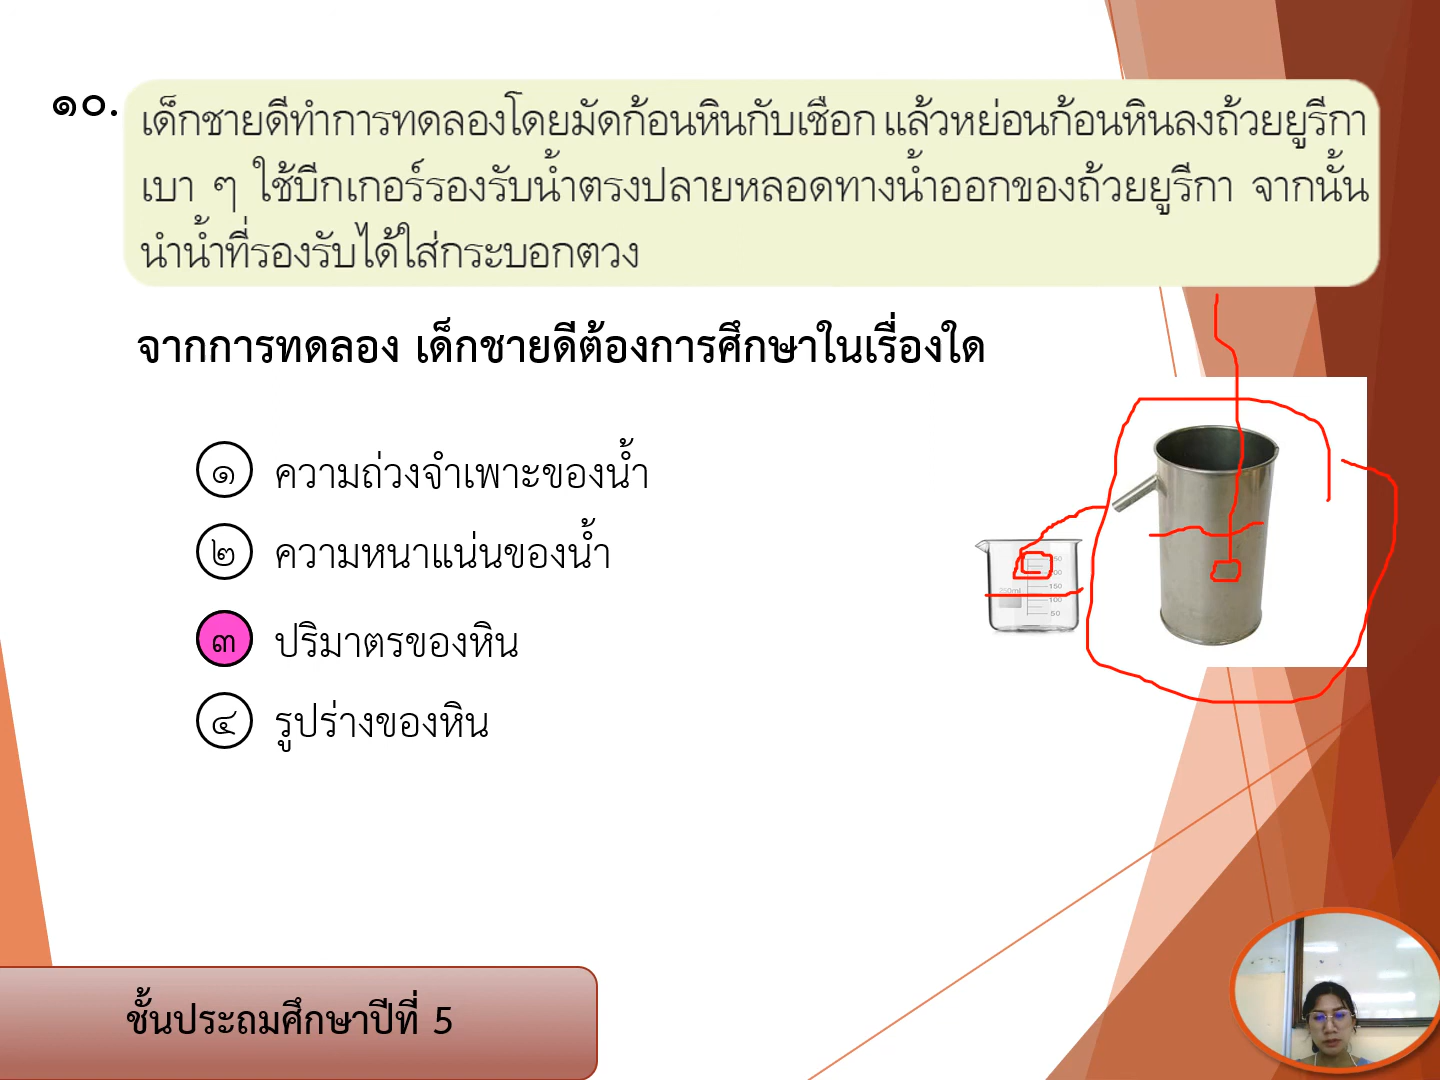 ๑๐.
เด็กชายดีทำการทดลองโดยมัดก้อนหินกับเชือก แล้วหย่อนก้อนหินลงถ้วยยูรีกา
เบา ๆ ใช้บีกเกอร์รองรับน้ำตรงปลายหลอดทางน้ำออกของถ้วยยูรีกา จากนั้น
นำน้ำที่รองรับได้ใส่กระบอกตวง
จากการทดลอง เด็กชายดีต้องการศึกษาในเรื่องใด
๑ ความถ่วงจำเพาะของน้ำ
๒ ความหนาแน่นของน้ำ
๓ ปริมาตรของหิน
๔ รูปร่างของหิน
150
100
50
250ml
ชั้นประถมศึกษาปีที่ 5